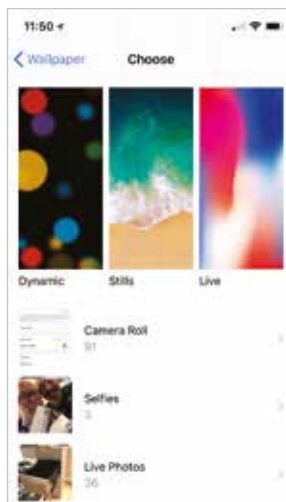 11:50
Wallpaper Choose
Dynamic Stills Live
Camera Roll
91
Selfies
3
Live Photos
36